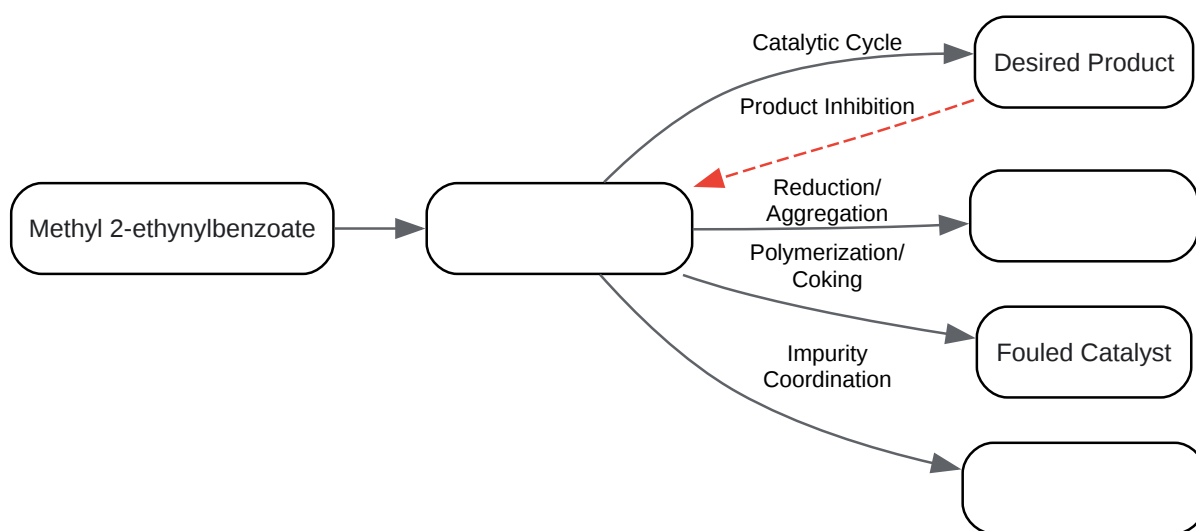 Catalytic Cycle
Desired Product
Product Inhibition
Methyl 2-ethynylbenzoate
Reduction/
Aggregation
Polymerization/
Coking
Fouled Catalyst
Impurity
Coordination